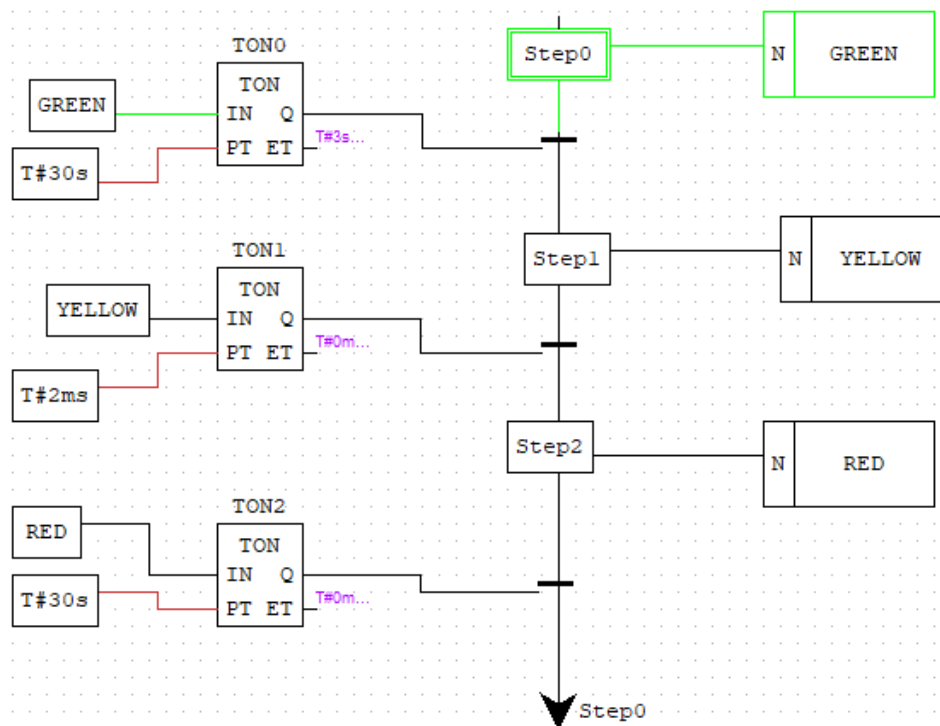 TON0
TON
GREEN
IN Q
T#30s
PT ET
T#3s...
Step0
N
GREEN
TON1
TON
YELLOW
IN Q
T#2ms
PT ET
T#0m...
Step1
N
YELLOW
Step2
N
RED
TON2
TON
RED
IN Q
T#30s
PT ET
T#0m...
Step0